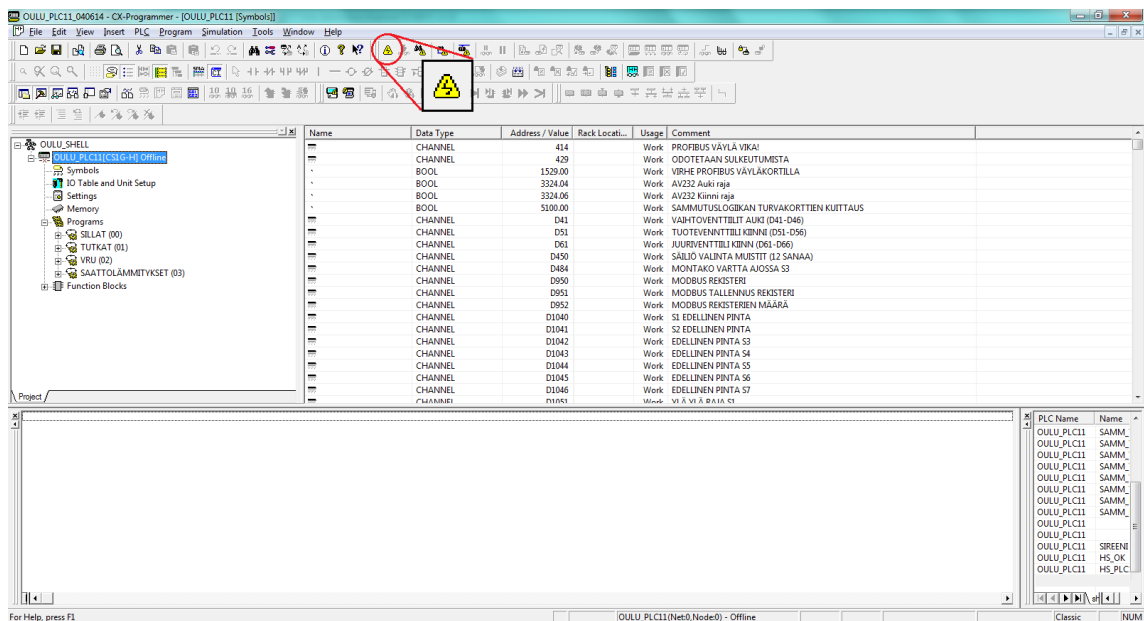 OULU_PLC11_040614 - CX-Programmer - [OULU_PLC11 [Symbols]]
File Edit View Insert PLC Program Simulation Tools Window Help
Name Data Type Address / Value Rack Locati... Usage Comment
CHANNEL 414 Work PROFIBUS VÄYLÄ VIKA!
CHANNEL 429 Work ODOTETAAN SULKEUTUMISTA
BOOL 1529.00 Work VIRHE PROFIBUS VÄYLÄKORTILLA
BOOL 3324.04 Work AV232 Auki raja
BOOL 3324.06 Work AV232 Kiinni raja
BOOL 5100.00 Work SAMMUTUSLOGIIKAN TURVAKORTTIEN KUITTAUS
CHANNEL D41 Work VAIHTOVENTTIILIT AUKI (D41-D46)
CHANNEL D51 Work TUOTEVENNTTIILI KIINNI (D51-D56)
CHANNEL D61 Work JUURIVENTTIILI KIINN (D61-D66)
CHANNEL D450 Work SÄILIÖ VALINTA MUISTIT (12 SANAA)
CHANNEL D484 Work MONTAKO VARTTA AJOSSA S3
CHANNEL D950 Work MODBUS REKISTERI
CHANNEL D951 Work MODBUS TALLENNUS REKISTERI
CHANNEL D952 Work MODBUS REKISTERIEN MÄÄRÄ
CHANNEL D1040 Work S1 EDELLINEN PINTA
CHANNEL D1041 Work S2 EDELLINEN PINTA
CHANNEL D1042 Work EDELLINEN PINTA S3
CHANNEL D1043 Work EDELLINEN PINTA S4
CHANNEL D1044 Work EDELLINEN PINTA S5
CHANNEL D1045 Work EDELLINEN PINTA S6
CHANNEL D1046 Work EDELLINEN PINTA S7
CHANNEL D1051 Work YLÄ YLÄ RAJA S1
OULU_SHELL
OULU_PLC11[CS1G-H] Offline
Symbols
IO Table and Unit Setup
Settings
Memory
Programs
SILLAT (00)
TUTKAT (01)
VRU (02)
SAATTOLÄMMITYKSET (03)
Function Blocks
Project
PLC Name Name
OULU_PLC11 SAMM_
OULU_PLC11 SAMM_
OULU_PLC11 SAMM_
OULU_PLC11 SAMM_
OULU_PLC11 SAMM_
OULU_PLC11 SAMM_
OULU_PLC11 SAMM_
OULU_PLC11 SAMM_
OULU_PLC11
OULU_PLC11
OULU_PLC11 SIREENI
OULU_PLC11 HS_OK
OULU_PLC11 HS_PLC
For Help, press F1
OULU_PLC11(Net:0,Node:0) - Offline
Classic
NUM